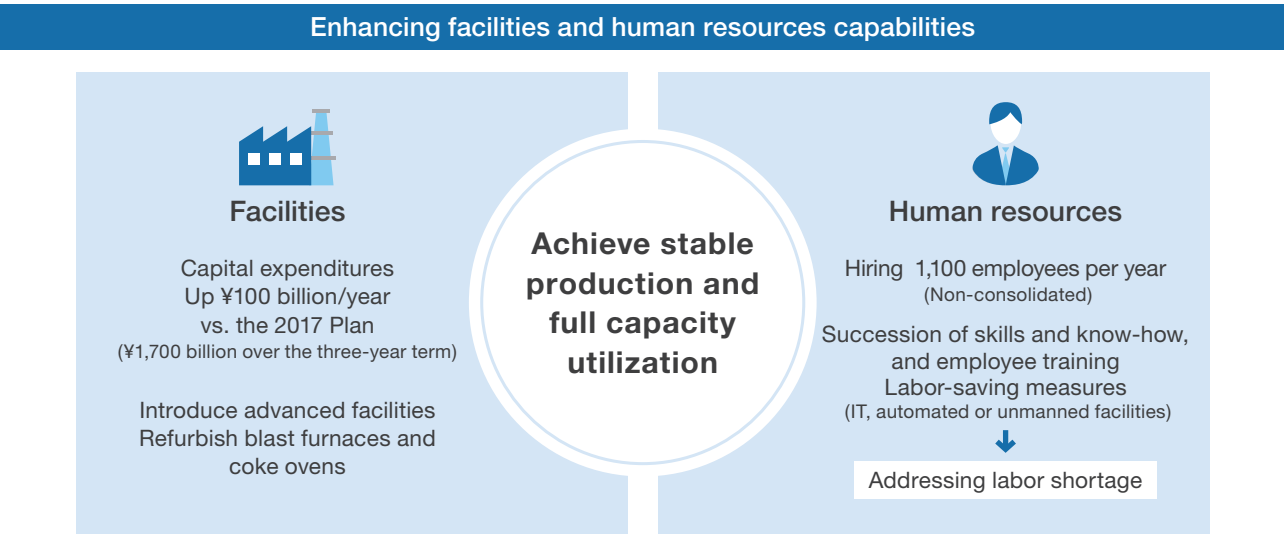 Enhancing facilities and human resources capabilities
Facilities
Capital expenditures
Up ¥100 billion/year
vs. the 2017 Plan
(¥1,700 billion over the three-year term)
Introduce advanced facilities
Refurbish blast furnaces and
coke ovens
Achieve stable
production and
full capacity
utilization
Human resources
Hiring 1,100 employees per year
(Non-consolidated)
Succession of skills and know-how,
and employee training
Labor-saving measures
(IT, automated or unmanned facilities)
Addressing labor shortage